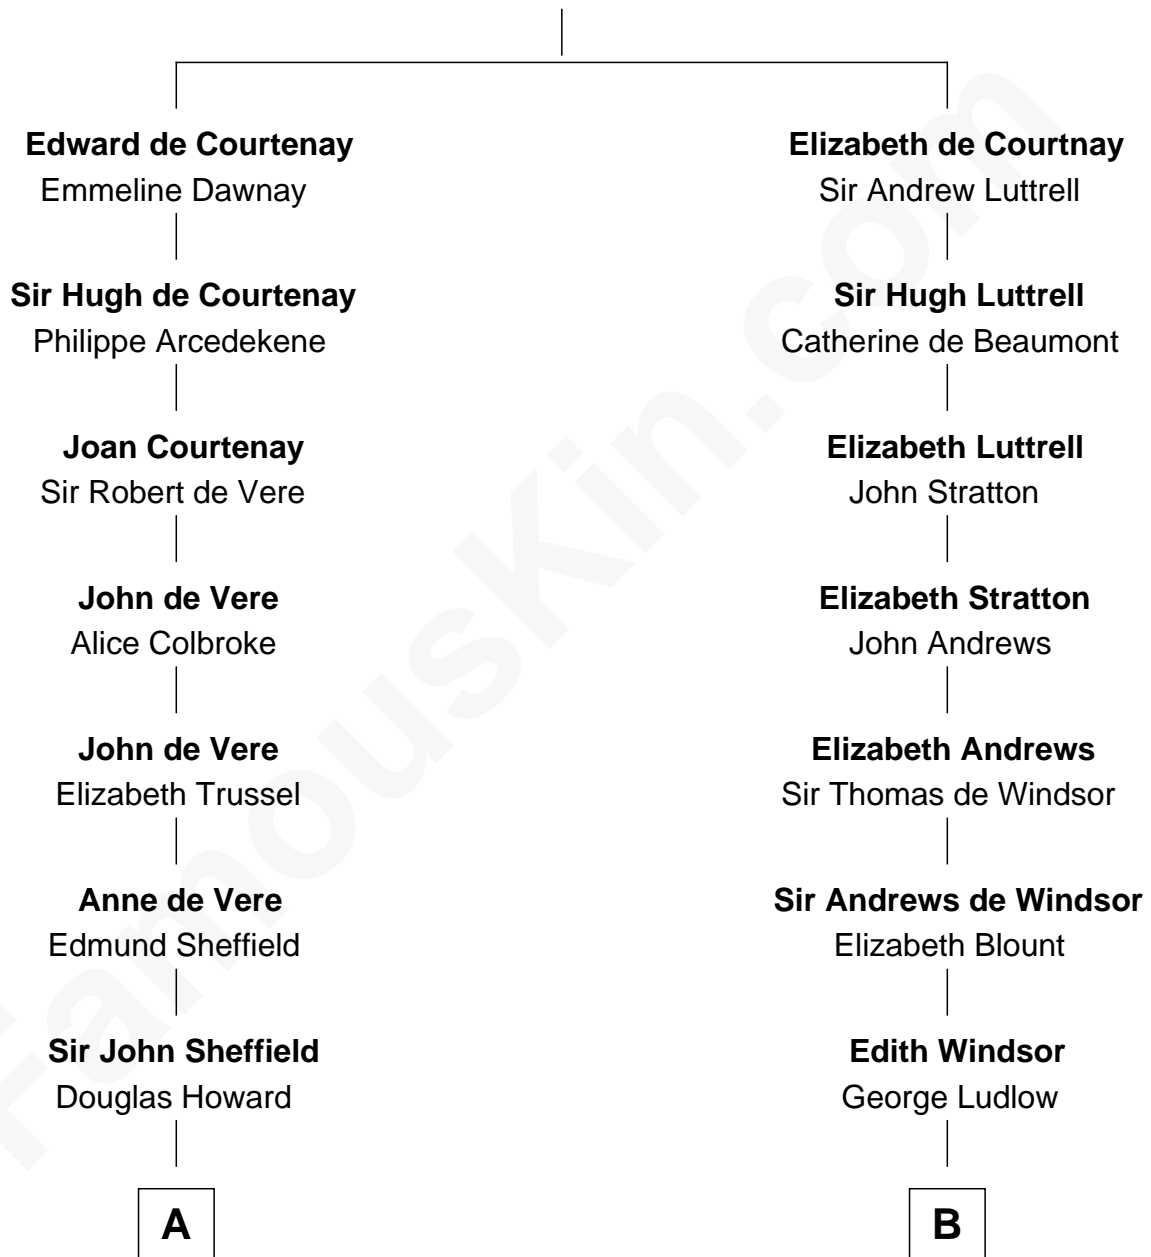 Edward de Courtenay
Emmeline Dawnay
Sir Hugh de Courtenay
Philippe Arcedekene
Joan Courtenay
Sir Robert de Vere
John de Vere
Alice Colbroke
John de Vere
Elizabeth Trussel
Anne de Vere
Edmund Sheffield
Sir John Sheffield
Douglas Howard
A
Elizabeth de Courtnay
Sir Andrew Luttrell
Sir Hugh Luttrell
Catherine de Beaumont
Elizabeth Luttrell
John Stratton
Elizabeth Stratton
John Andrews
Elizabeth Andrews
Sir Thomas de Windsor
Sir Andrews de Windsor
Elizabeth Blount
Edith Windsor
George Ludlow
B
FamousKin.com